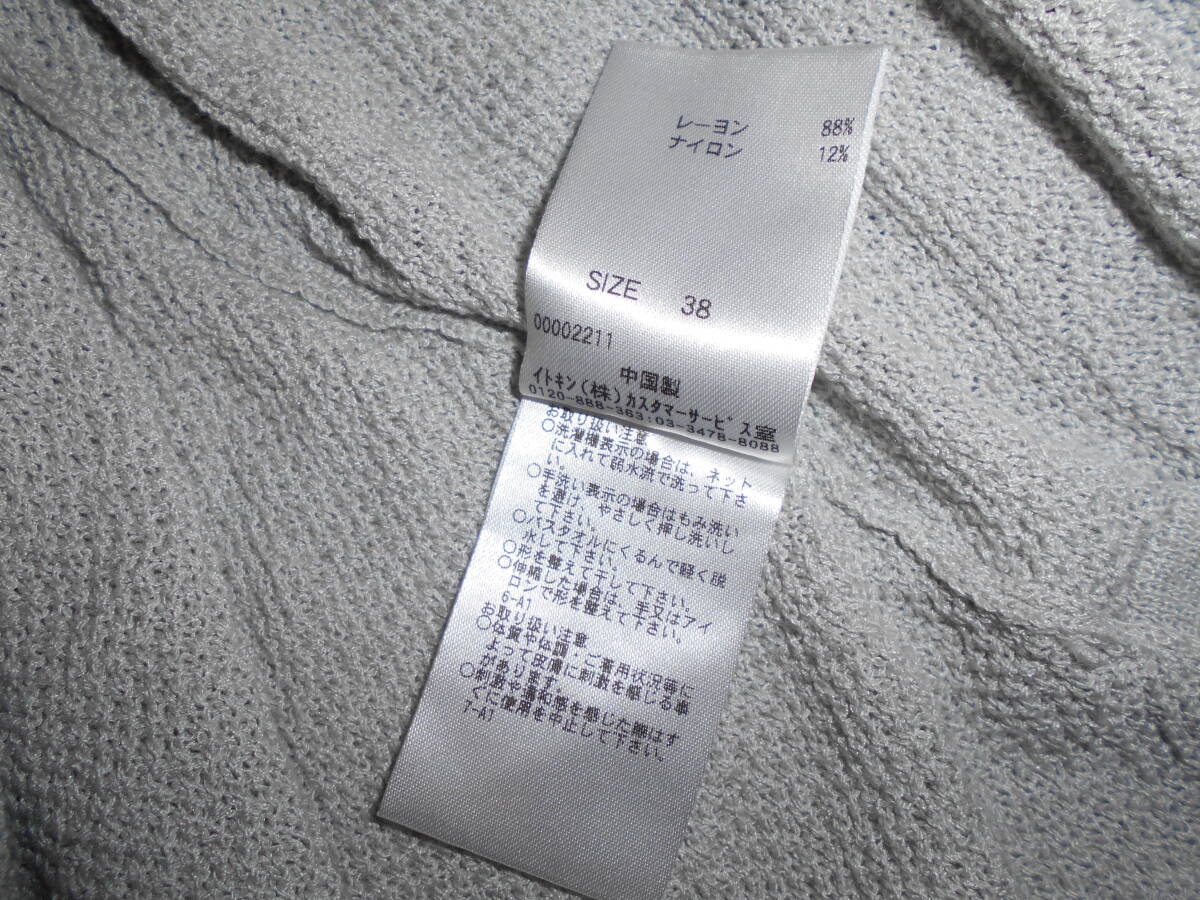 レーヨン 88%
ナイロン 12%
SIZE 38
00002211
中国製
イトキン(株)カスタマーサービス室
0120-888-363:03-3478-8088
お取り扱い注意
○洗濯機表示の場合は、ネット
に入れて弱水流で洗って下さ
い。
○手洗い表示の場合はもみ洗い
を避け、やさしく押し洗いし
て下さい。
○バスタオルにくるんで軽く脱
水して下さい。
○形を整えて干して下さい。
○伸縮した場合は、手又はアイ
ロンで形を整えて下さい。
6-A1
お取り扱い注意
○体質や体調、ご着用状況等に
よって皮膚に刺激を感じる事
があります。
○刺激や違和感を感じた際はす
ぐに使用を中止して下さい。
7-A1